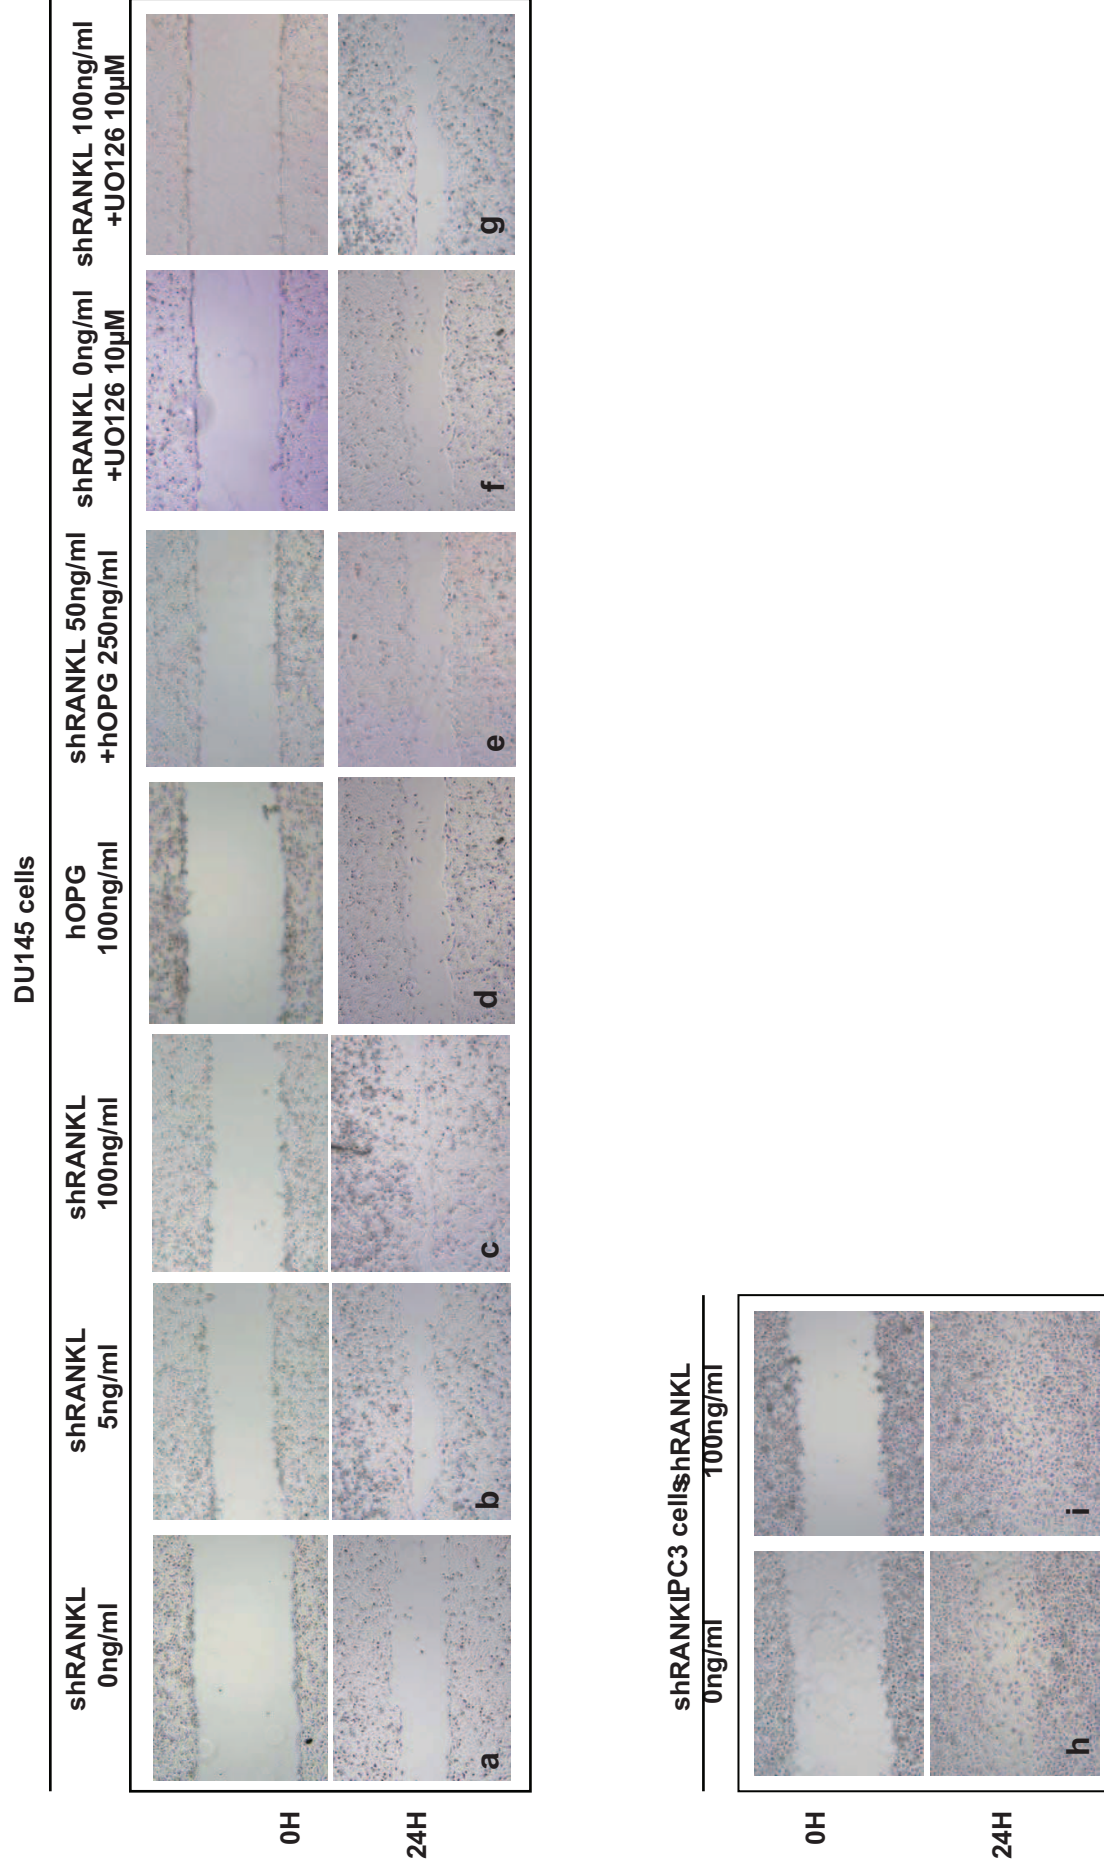 DU145 cells
shRANKL
0ng/ml
shRANKL
5ng/ml
shRANKL
100ng/ml
hOPG
100ng/ml
shRANKL 50ng/ml
+hOPG 250ng/ml
shRANKL 0ng/ml
+UO126 10µM
shRANKL 100ng/ml
+UO126 10µM
0H
24H
a
b
c
d
e
f
g
PC3 cells
shRANKL
0ng/ml
shRANKL
100ng/ml
0H
24H
h
i